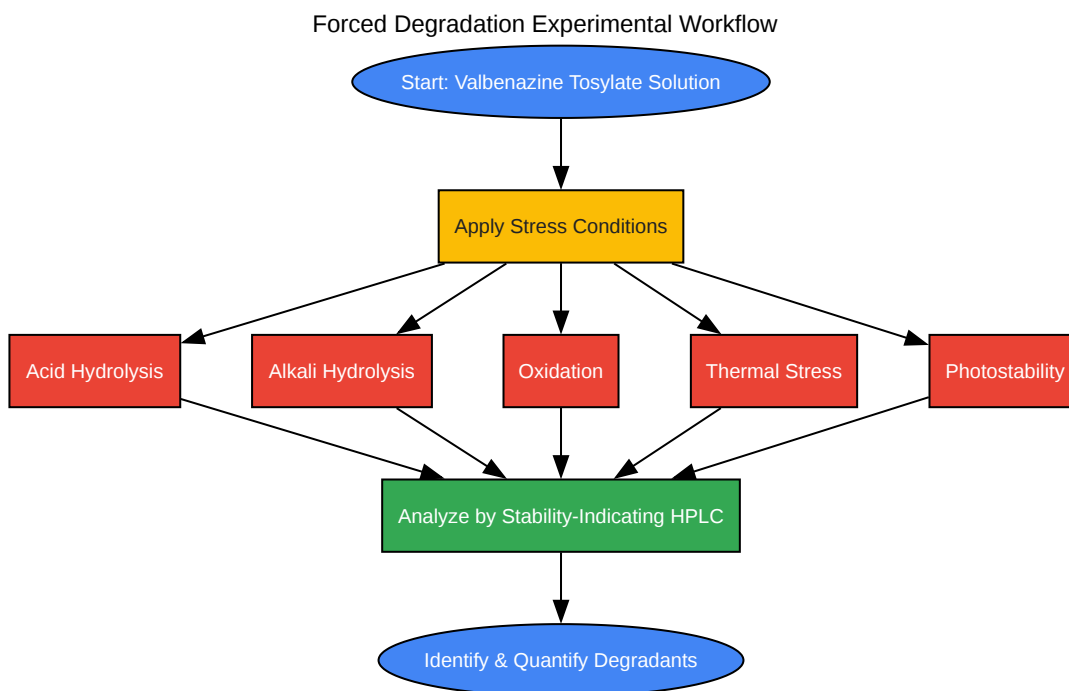 Forced Degradation Experimental Workflow
Start: Valbenazine Tosylate Solution
Apply Stress Conditions
Acid Hydrolysis
Alkali Hydrolysis
Oxidation
Thermal Stress
Photostability
Analyze by Stability-Indicating HPLC
Identify & Quantify Degradants